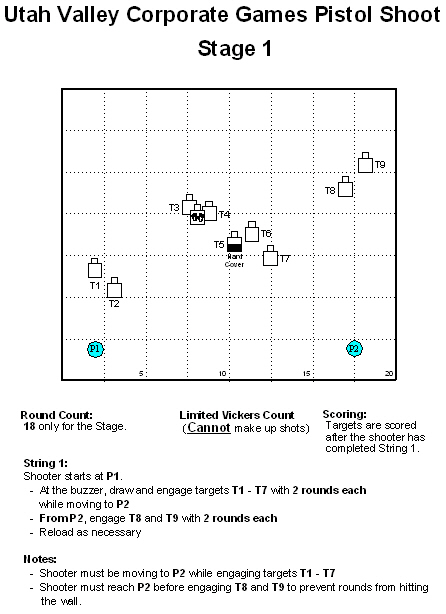 Utah Valley Corporate Games Pistol Shoot
Stage 1
T9
T8
T3
T4
T6
T5
Hard
Cover
T7
T1
T2
P1
P2
5
10
15
20
Round Count:
18 only for the Stage.
Limited Vickers Count
(Cannot make up shots)
Scoring:
Targets are scored
after the shooter has
completed String 1.
String 1:
Shooter starts at P1.
- At the buzzer, draw and engage targets T1 - T7 with 2 rounds each
while moving to P2
- From P2, engage T8 and T9 with 2 rounds each
- Reload as necessary
Notes:
- Shooter must be moving to P2 while engaging targets T1 - T7
- Shooter must reach P2 before engaging T8 and T9 to prevent rounds from hitting
the wall.